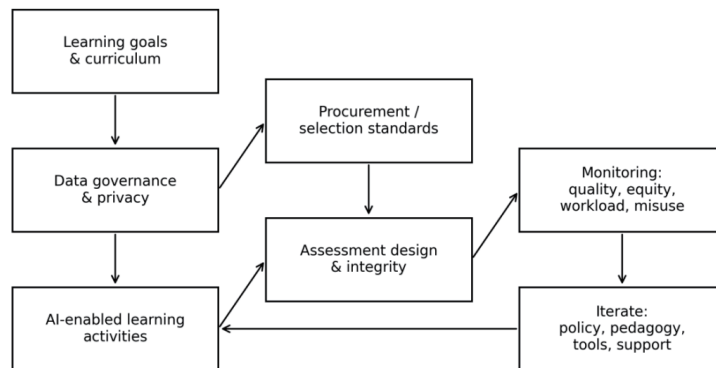 Learning goals
& curriculum
Procurement /
selection standards
Data governance
& privacy
Monitoring:
quality, equity,
workload, misuse
Assessment design
& integrity
AI-enabled learning
activities
Iterate:
policy, pedagogy,
tools, support